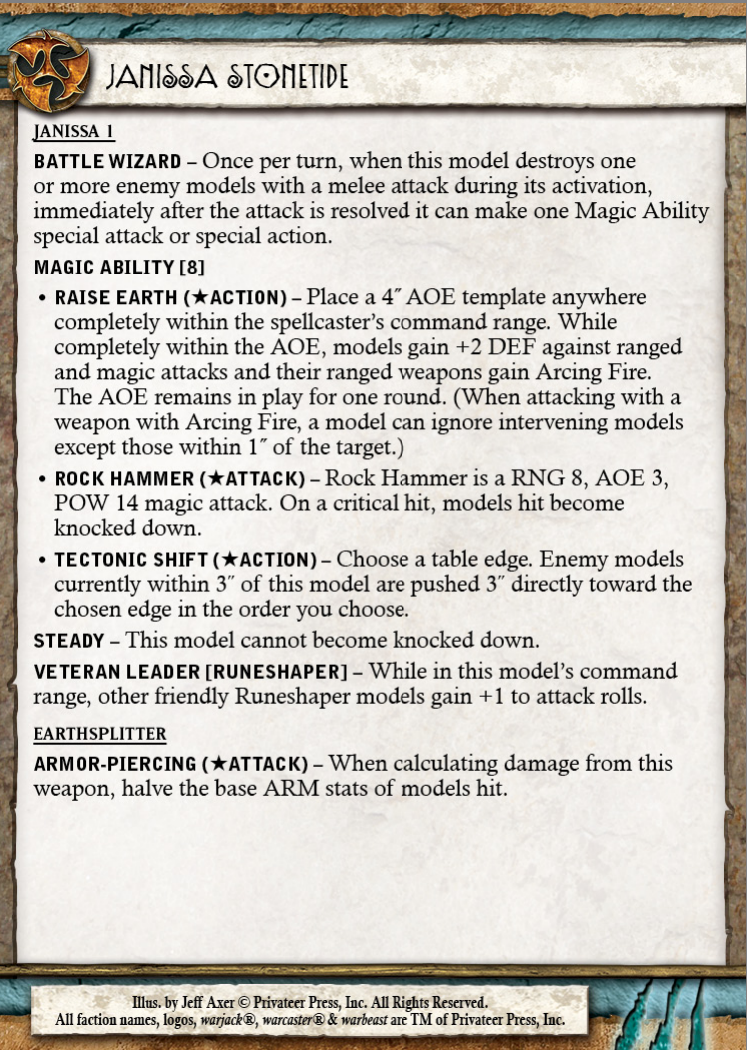 JANISSA STONETIDE
JANISSA 1
BATTLE WIZARD – Once per turn, when this model destroys one
or more enemy models with a melee attack during its activation,
immediately after the attack is resolved it can make one Magic Ability
special attack or special action.
MAGIC ABILITY [8]
• RAISE EARTH (★ACTION) – Place a 4˝ AOE template anywhere
completely within the spellcaster’s command range. While
completely within the AOE, models gain +2 DEF against ranged
and magic attacks and their ranged weapons gain Arcing Fire.
The AOE remains in play for one round. (When attacking with a
weapon with Arcing Fire, a model can ignore intervening models
except those within 1˝ of the target.)
• ROCK HAMMER (★ATTACK) – Rock Hammer is a RNG 8, AOE 3,
POW 14 magic attack. On a critical hit, models hit become
knocked down.
• TECTONIC SHIFT (★ACTION) – Choose a table edge. Enemy models
currently within 3˝ of this model are pushed 3˝ directly toward the
chosen edge in the order you choose.
STEADY – This model cannot become knocked down.
VETERAN LEADER [RUNESHAPER] – While in this model’s command
range, other friendly Runeshaper models gain +1 to attack rolls.
EARTHSPLITTER
ARMOR-PIERCING (★ATTACK) – When calculating damage from this
weapon, halve the base ARM stats of models hit.
Illus. by Jeff Axer © Privateer Press, Inc. All Rights Reserved.
All faction names, logos, warjack®, warcaster® & warbeast are TM of Privateer Press, Inc.